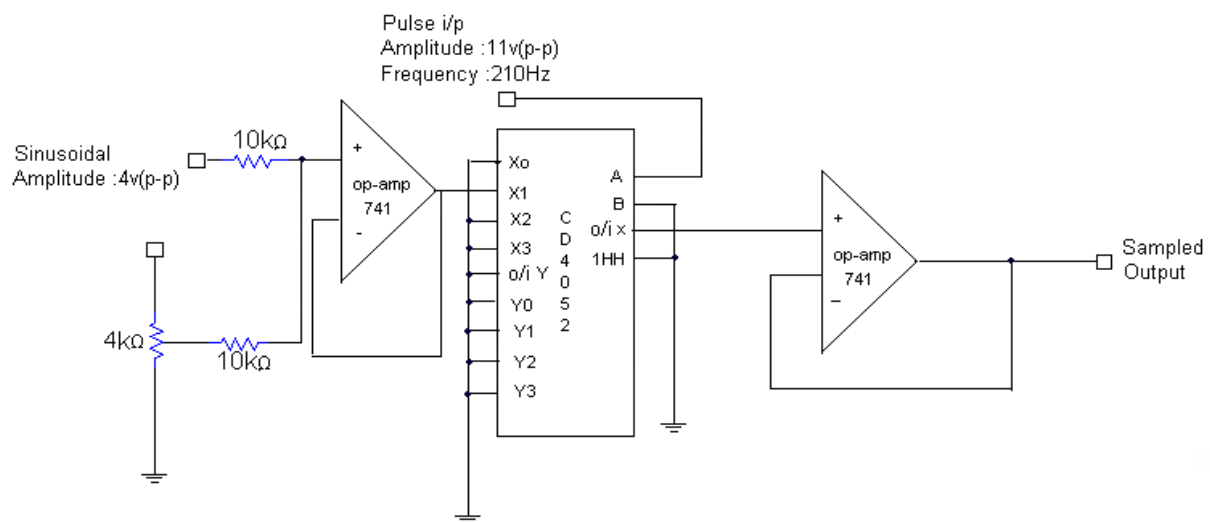 Pulse i/p
Amplitude :11v(p-p)
Frequency :210Hz
Sinusoidal
Amplitude :4v(p-p)
10kΩ
+
op-amp
741
-
4kΩ
10kΩ
Xo
X1
X2
X3
o/i Y
Y0
Y1
Y2
Y3
C
D
4
0
5
2
A
B
o/i x
1HH
+
op-amp
741
–
Sampled
Output